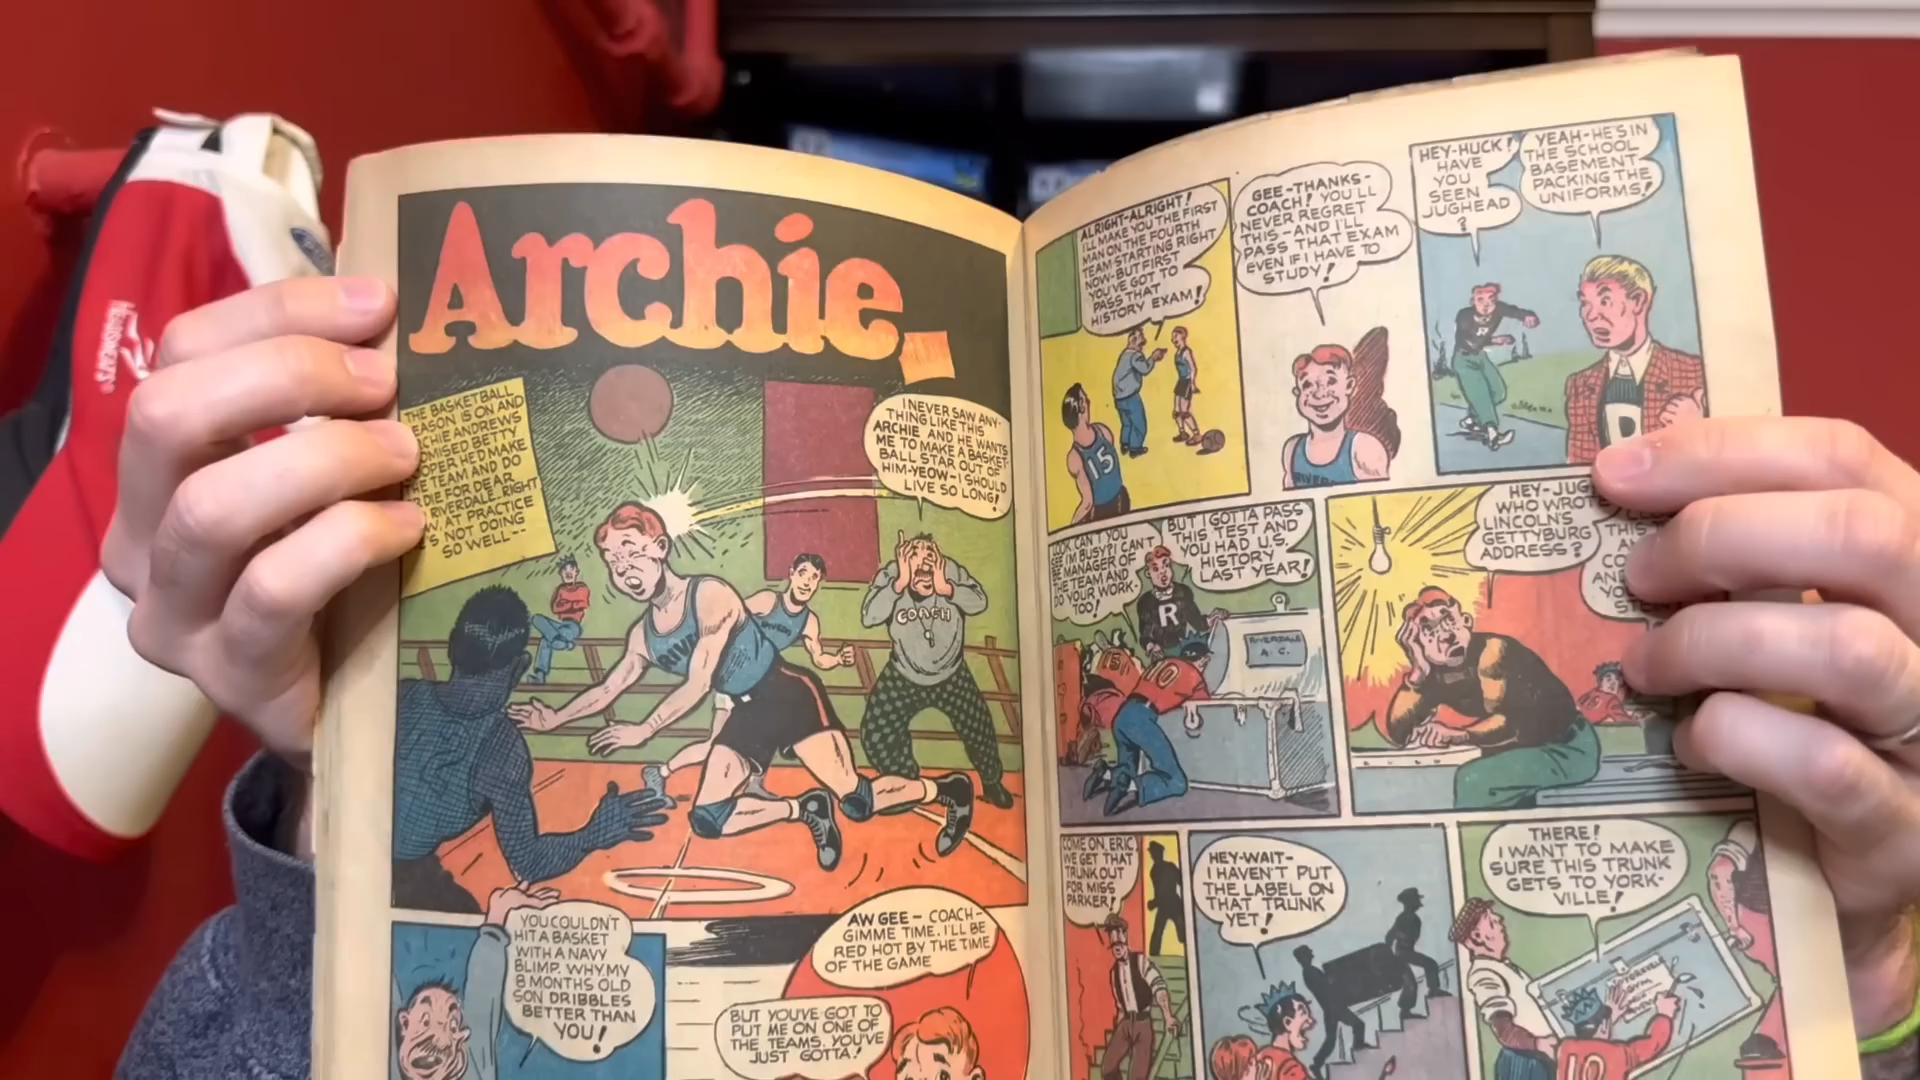 Archie
THE BASKETBALL
SEASON IS ON AND
ARCHIE ANDREWS
PROMISED BETTY
COOPER HE'D MAKE
THE TEAM AND DO
OR DIE FOR DEAR
RIVERDALE. RIGHT
NOW, AT PRACTICE
HE'S NOT DOING
SO WELL--
I NEVER SAW ANY-
THING LIKE THIS
ARCHIE AND HE WANTS
ME TO MAKE A BASKET-
BALL STAR OUT OF
HIM-YEOW-I SHOULD
LIVE SO LONG!
COACH
RIVER
YOU COULDN'T
HIT A BASKET
WITH A NAVY
BLIMP. WHY, MY
8 MONTHS OLD
SON DRIBBLES
BETTER THAN
YOU!
AW GEE- COACH-
GIMME TIME. I'LL BE
RED HOT BY THE TIME
OF THE GAME
BUT YOU'VE GOT TO
PUT ME ON ONE OF
THE TEAMS. YOU'VE
JUST GOTTA!
ALRIGHT-ALRIGHT!
I'LL MAKE YOU THE FIRST
MAN ON THE FOURTH
TEAM STARTING RIGHT
NOW-BUT FIRST
YOU'VE GOT TO
PASS THAT
HISTORY EXAM!
15
GEE-THANKS-
COACH! YOU'LL
NEVER REGRET
THIS-AND I'LL
PASS THAT EXAM
EVEN IF I HAVE TO
STUDY!
RIVER
HEY-HUCK!
HAVE
YOU
SEEN
JUGHEAD
?
YEAH-HE'S IN
THE SCHOOL
BASEMENT
PACKING THE
UNIFORMS!
R
LOOK, CAN'T YOU
SEE I'M BUSY? I CAN'T
BE MANAGER OF
THE TEAM AND
DO YOUR WORK-
TOO!
BUT I GOTTA PASS
THIS TEST AND
YOU HAD U.S.
HISTORY
LAST YEAR!
R
RIVERDALE
A.C.
10
HEY-JUG
WHO WROTE
LINCOLN'S
GETTYBURG
ADDRESS?
COME ON, ERIC,
WE GET THAT
TRUNK OUT
FOR MISS
PARKER!
HEY-WAIT-
I HAVEN'T PUT
THE LABEL ON
THAT TRUNK
YET!
THERE!
I WANT TO MAKE
SURE THIS TRUNK
GETS TO YORK-
VILLE!
10